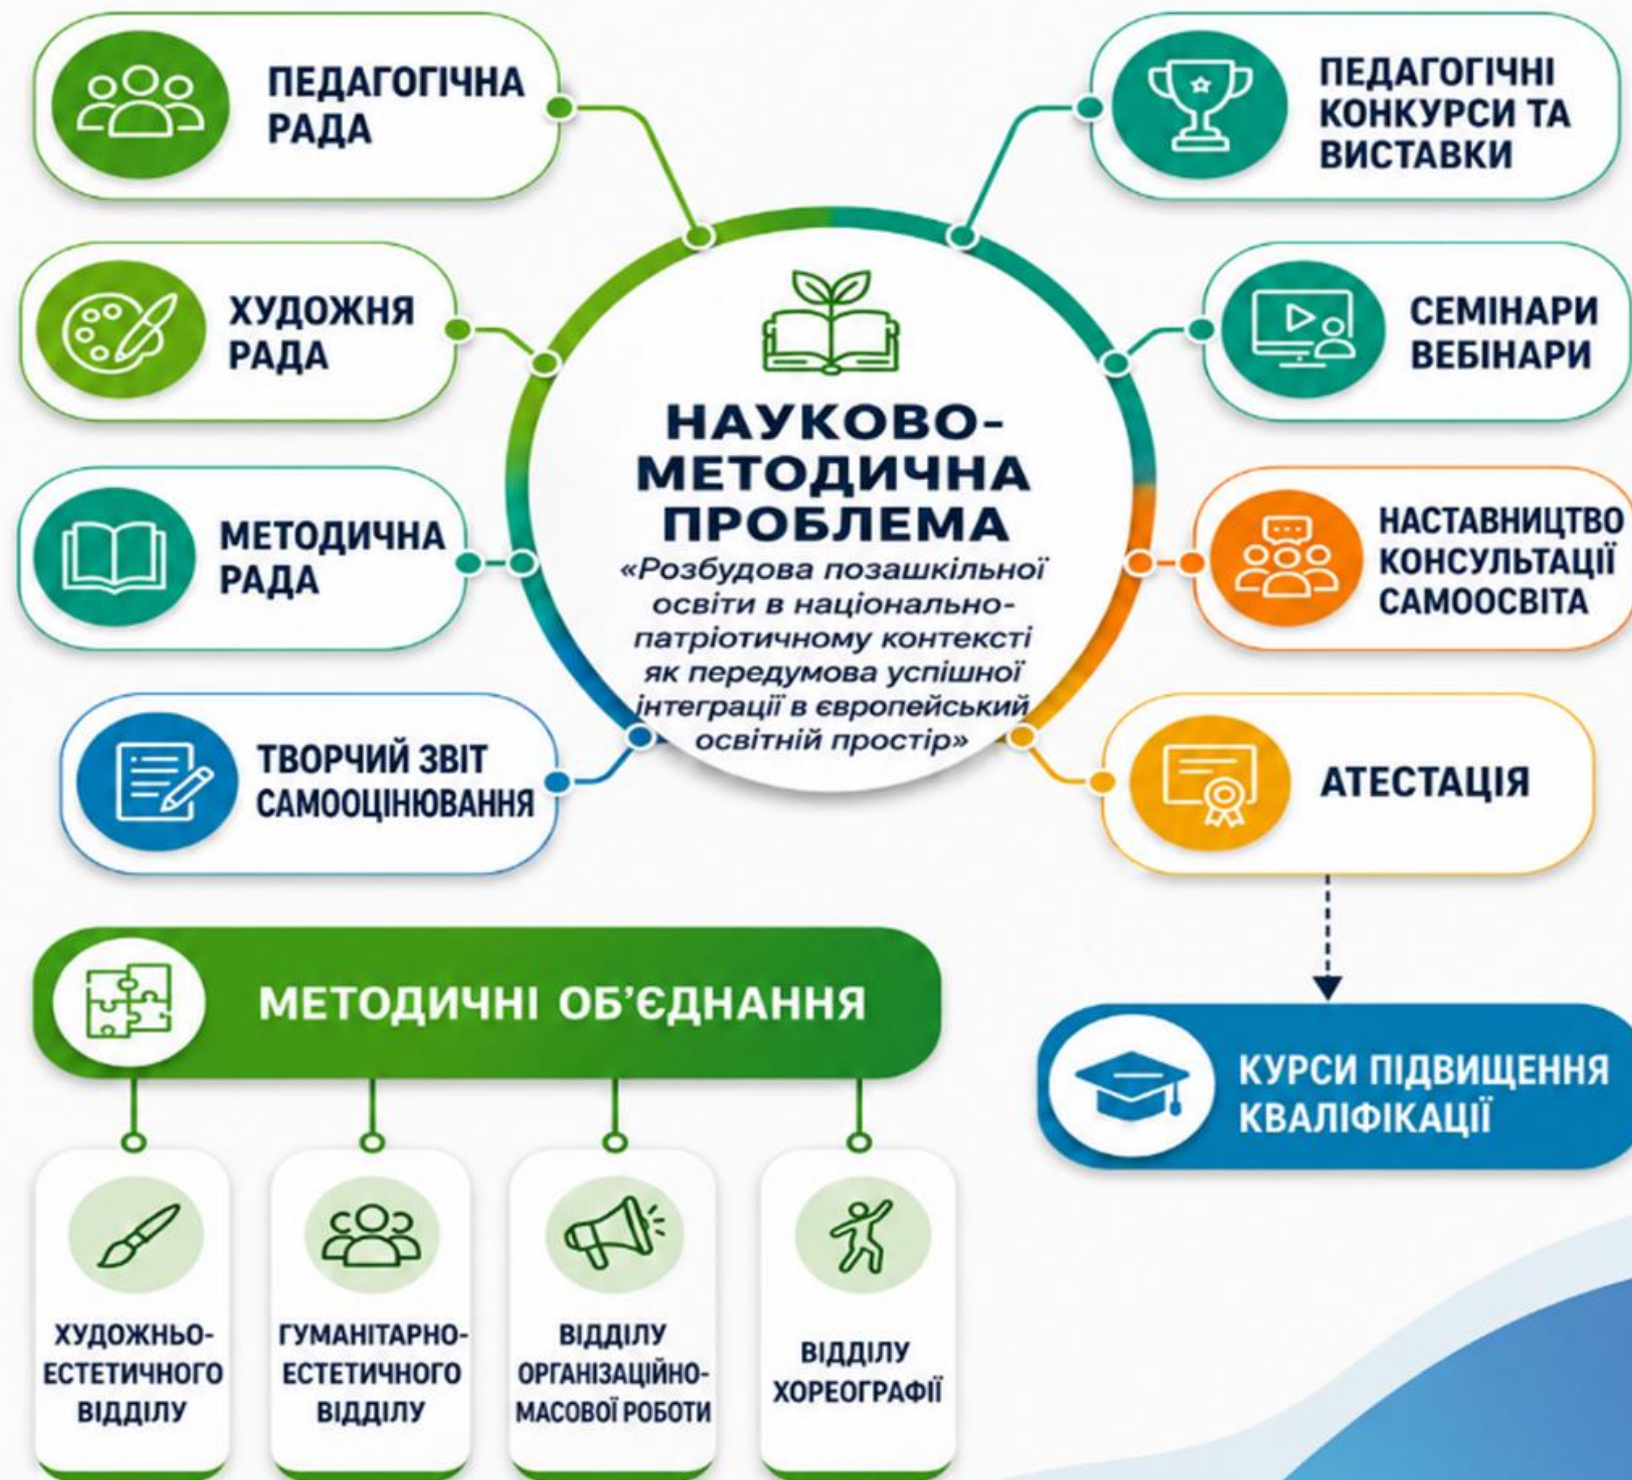 ПЕДАГОГІЧНА
РАДА
ХУДОЖНЯ
РАДА
МЕТОДИЧНА
РАДА
ТВОРЧИЙ ЗВІТ
САМООЦІНЮВАННЯ
НАУКОВО-
МЕТОДИЧНА
ПРОБЛЕМА
«Розбудова позашкільної
освіти в національно-
патріотичному контексті
як передумова успішної
інтеграції в європейський
освітній простір»
ПЕДАГОГІЧНІ
КОНКУРСИ ТА
ВИСТАВКИ
СЕМІНАРИ
ВЕБІНАРИ
НАСТАВНИЦТВО
КОНСУЛЬТАЦІЇ
САМООСВІТА
АТЕСТАЦІЯ
КУРСИ ПІДВИЩЕННЯ
КВАЛІФІКАЦІЇ
МЕТОДИЧНІ ОБ’ЄДНАННЯ
ХУДОЖНЬО-
ЕСТЕТИЧНОГО
ВІДДІЛУ
ГУМАНІТАРНО-
ЕСТЕТИЧНОГО
ВІДДІЛУ
ВІДДІЛУ
ОРГАНІЗАЦІЙНО-
МАСОВОЇ РОБОТИ
ВІДДІЛУ
ХОРЕОГРАФІЇ